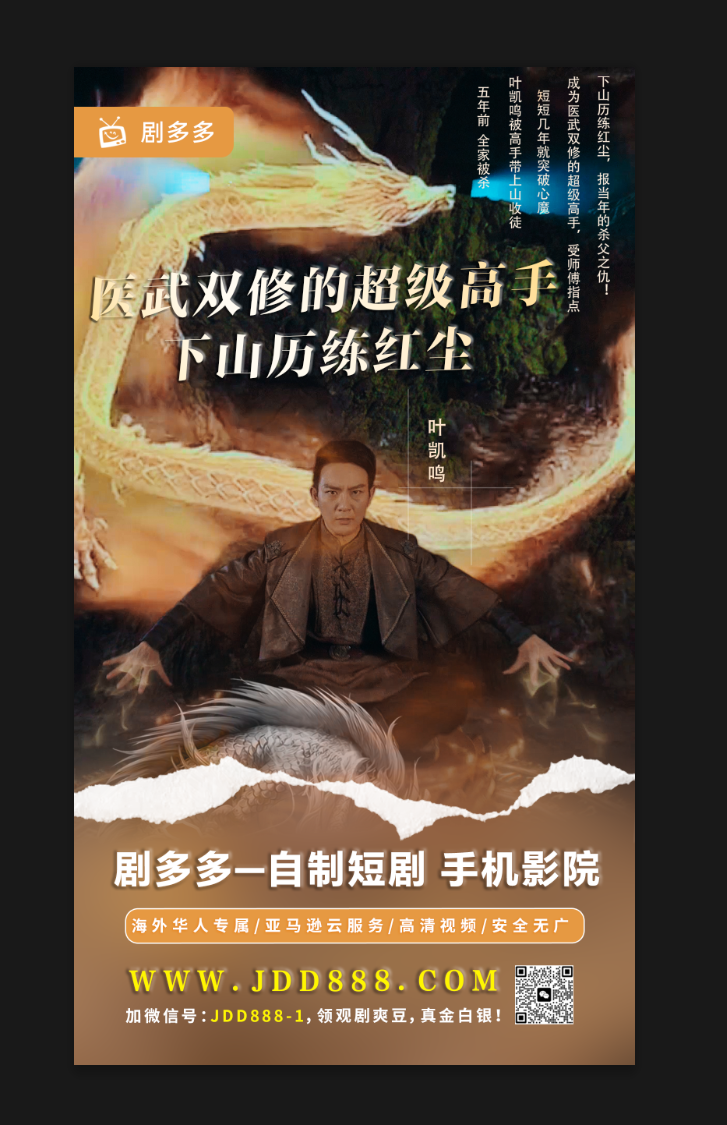 剧多多
下山历练红尘，报当年的杀父之仇！
成为医武双修的超级高手，受师傅指点
短短几年就突破心魔
叶凯鸣被高手带上山收徒
五年前 全家被杀
医武双修的超级高手
下山历练红尘
叶凯鸣
剧多多—自制短剧 手机影院
海外华人专属/亚马逊云服务/高清视频/安全无广
WWW.JDD888.COM
加微信号:JDD888-1,领观剧爽豆,真金白银!